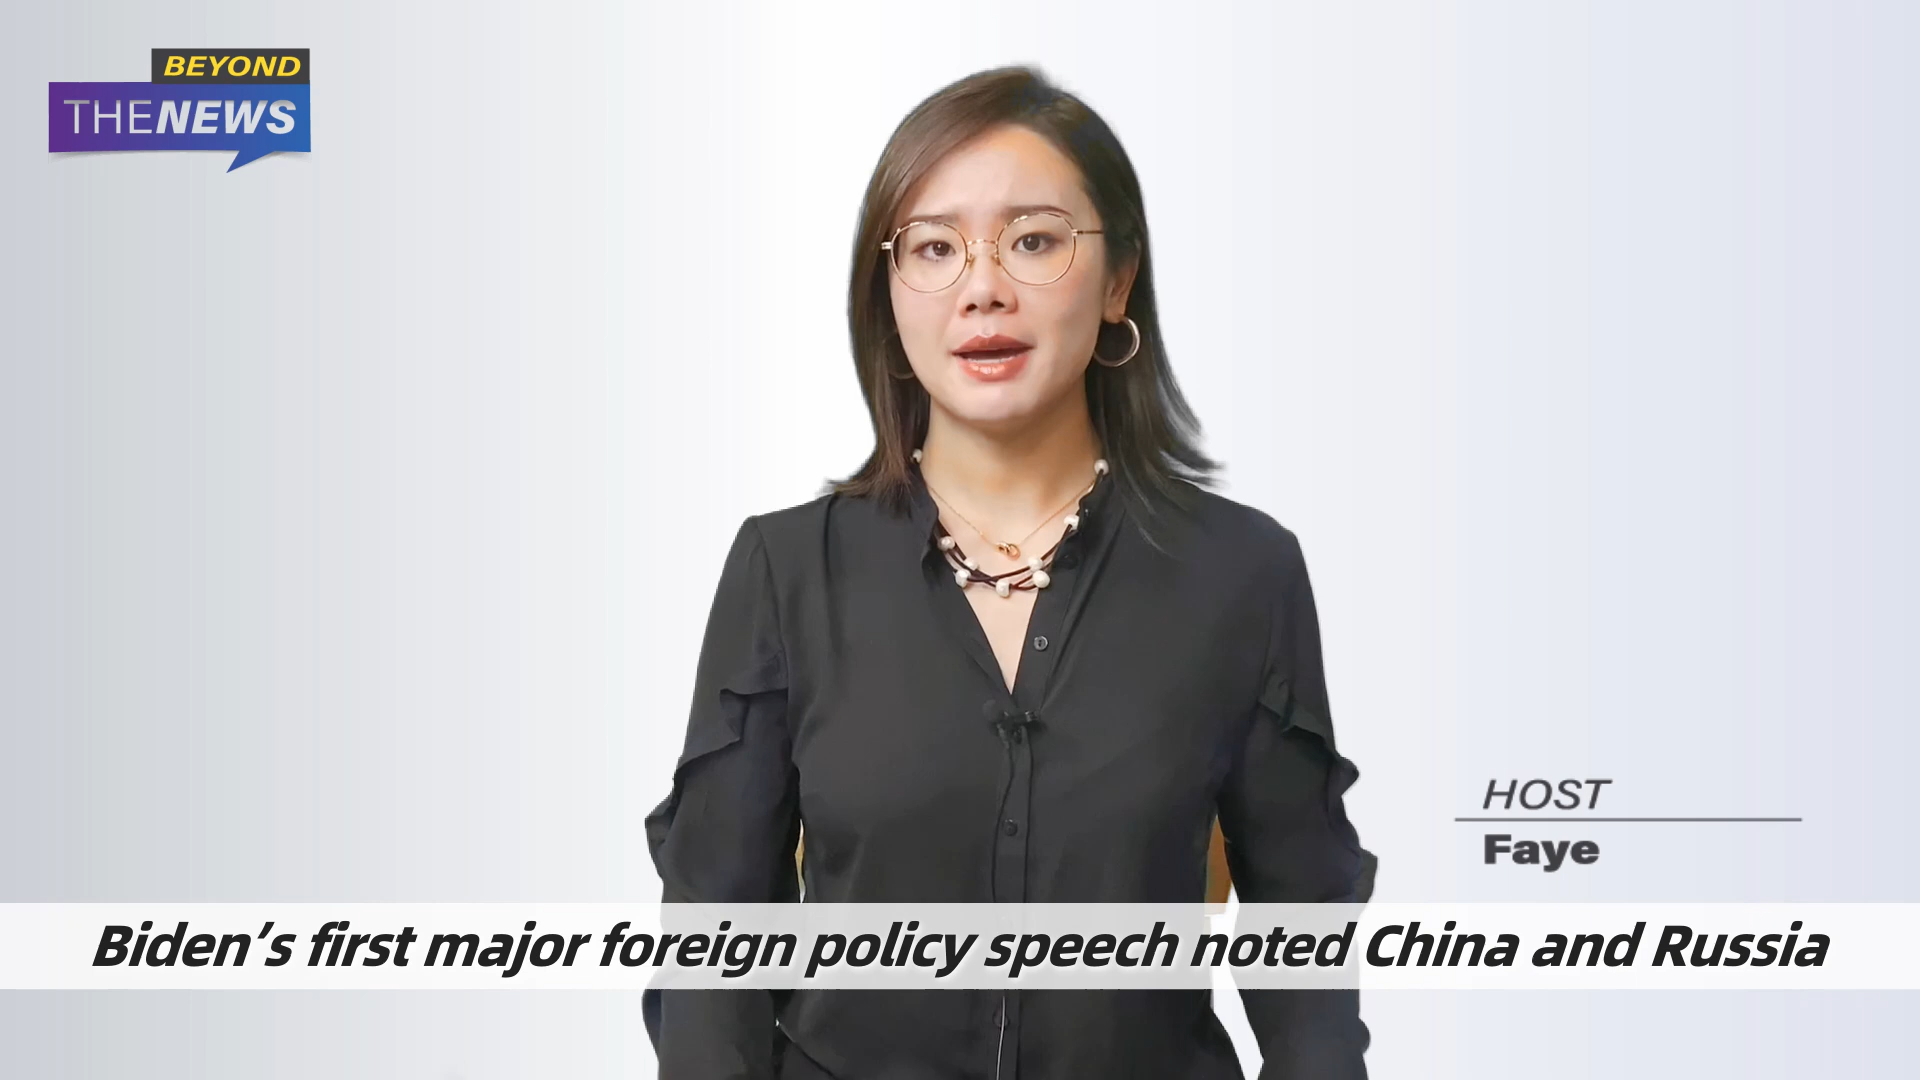 BEYOND
THENEWS
HOST
Faye
Biden’s first major foreign policy speech noted China and Russia